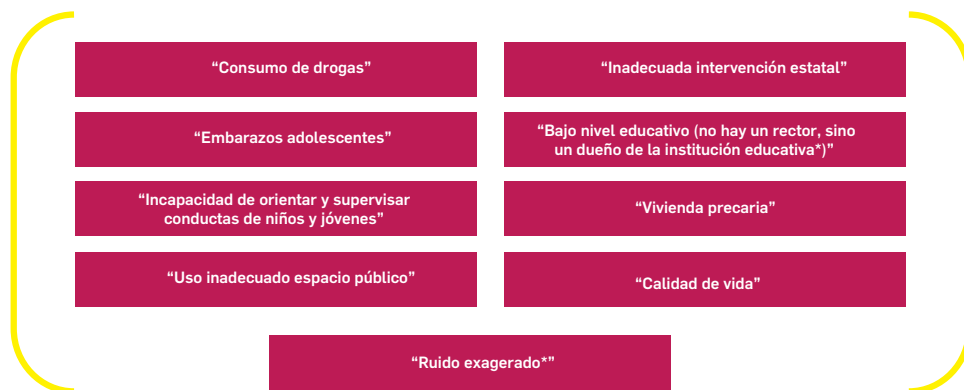 “Consumo de drogas”
“Inadecuada intervención estatal”
“Embarazos adolescentes”
“Bajo nivel educativo (no hay un rector, sino
un dueño de la institución educativa*)”
“Incapacidad de orientar y supervisar
conductas de niños y jóvenes”
“Vivienda precaria”
“Uso inadecuado espacio público”
“Calidad de vida”
“Ruido exagerado*”